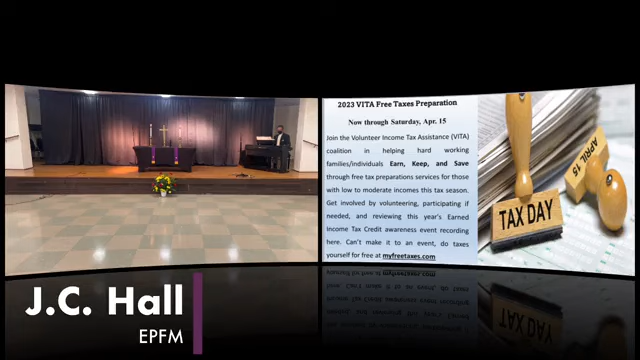 2023 VITA Free Taxes Preparation
Now through Saturday, Apr. 15
Join the Volunteer Income Tax Assistance (VITA)
coalition in helping hard working
families/individuals Earn, Keep, and Save
through free tax preparations services for those
with low to moderate incomes this tax season.
Get involved by volunteering, participating if
needed, and reviewing this year's Earned
Income Tax Credit awareness event recording
here. Can't make it to an event, do taxes
yourself for free at myfreetaxes.com
TAX DAY
APRIL 15
J.C. Hall
EPFM